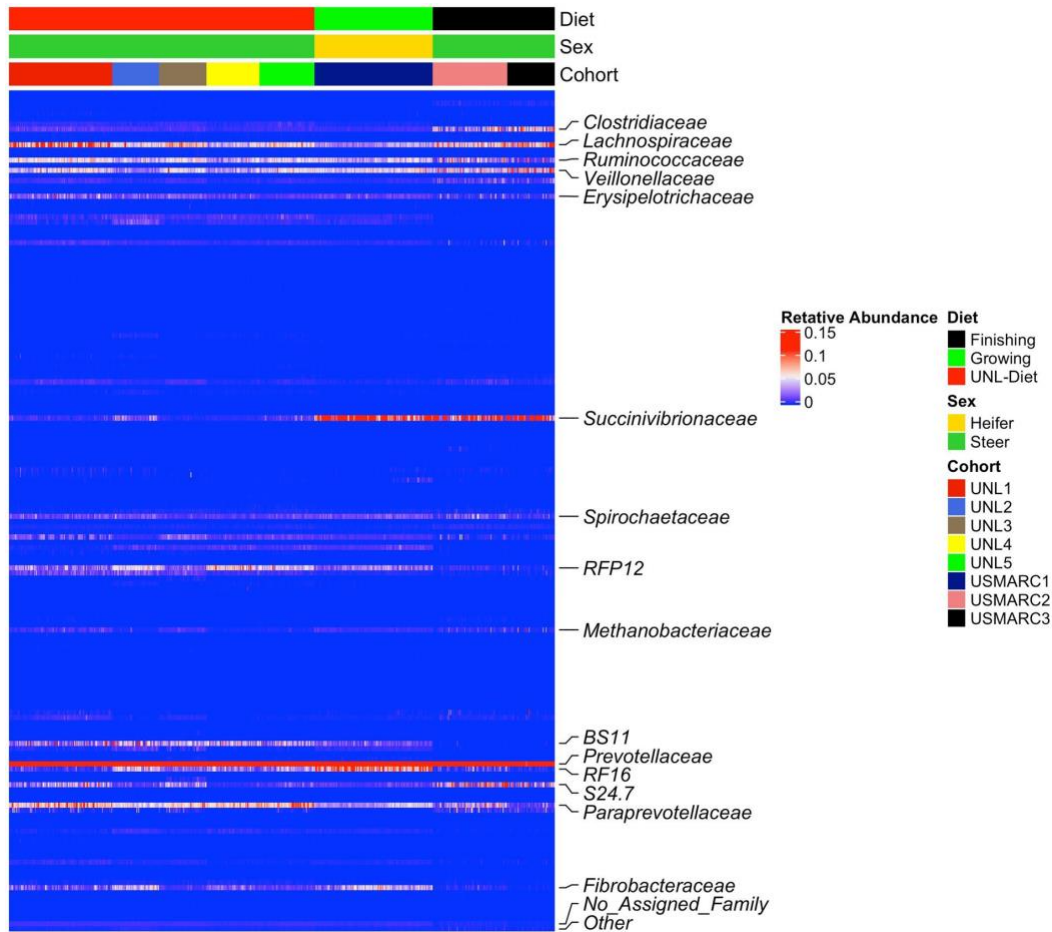 Diet
Sex
Cohort
Clostridiaceae
Lachnospiraceae
Ruminococcaceae
Veillonellaceae
Erysipelotrichaceae
Succinivibrionaceae
Spirochaetaceae
RFP12
Methanobacteriaceae
BS11
Prevotellaceae
RF16
S24.7
Paraprevotellaceae
Fibrobacteraceae
No_Assigned_Family
Other
Retative Abundance
0.15
0.1
0.05
0
Diet
Finishing
Growing
UNL-Diet
Sex
Heifer
Steer
Cohort
UNL1
UNL2
UNL3
UNL4
UNL5
USMARC1
USMARC2
USMARC3